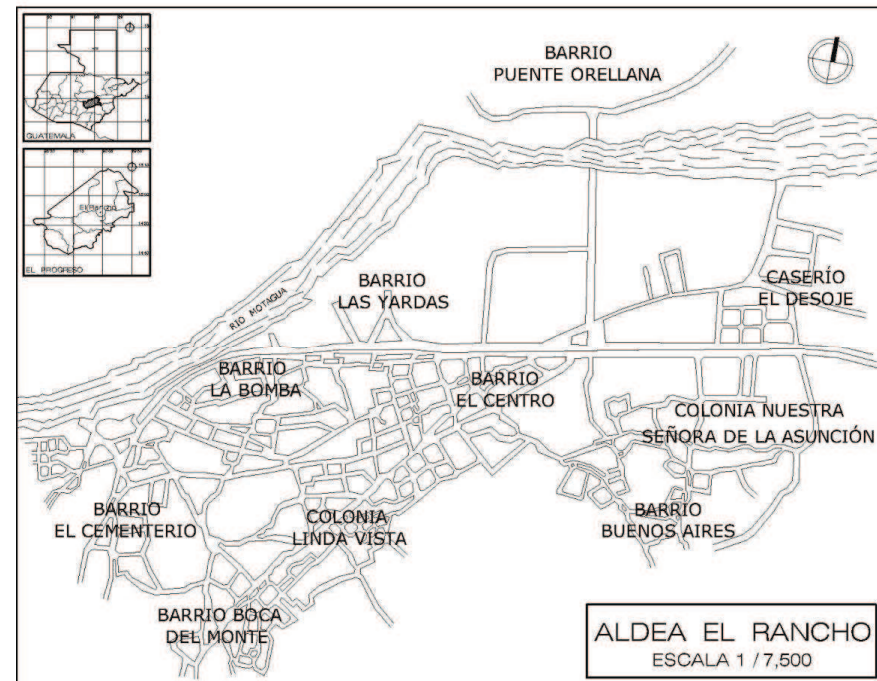 BARRIO
PUENTE ORELLANA
GUATEMALA
El Rancho
EL PROGRESO
RIO MOTAGUA
BARRIO
LAS YARDAS
CASERÍO
EL DESOJE
BARRIO
LA BOMBA
BARRIO
EL CENTRO
COLONIA NUESTRA
SEÑORA DE LA ASUNCIÓN
BARRIO
EL CEMENTERIO
COLONIA
LINDA VISTA
BARRIO
BUENOS AIRES
BARRIO BOCA
DEL MONTE
ALDEA EL RANCHO
ESCALA 1 / 7,500